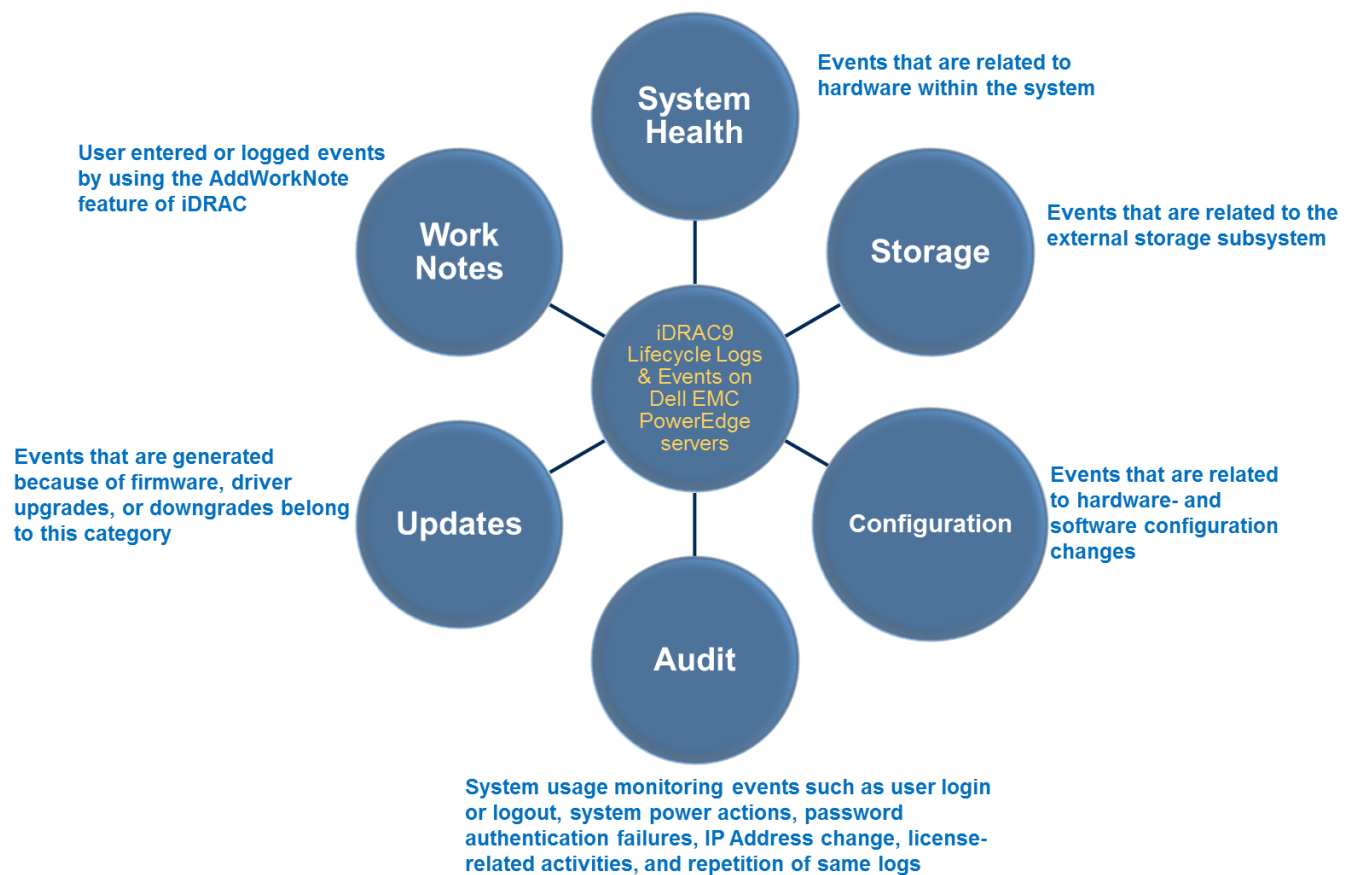 System
Health
Events that are related to
hardware within the system
User entered or logged events
by using the AddWorkNote
feature of iDRAC
Work
Notes
Storage
Events that are related to the
external storage subsystem
iDRAC9
Lifecycle Logs
& Events on
Dell EMC
PowerEdge
servers
Events that are generated
because of firmware, driver
upgrades, or downgrades belong
to this category
Updates
Configuration
Events that are related
to hardware- and
software configuration
changes
Audit
System usage monitoring events such as user login
or logout, system power actions, password
authentication failures, IP Address change, license-
related activities, and repetition of same logs